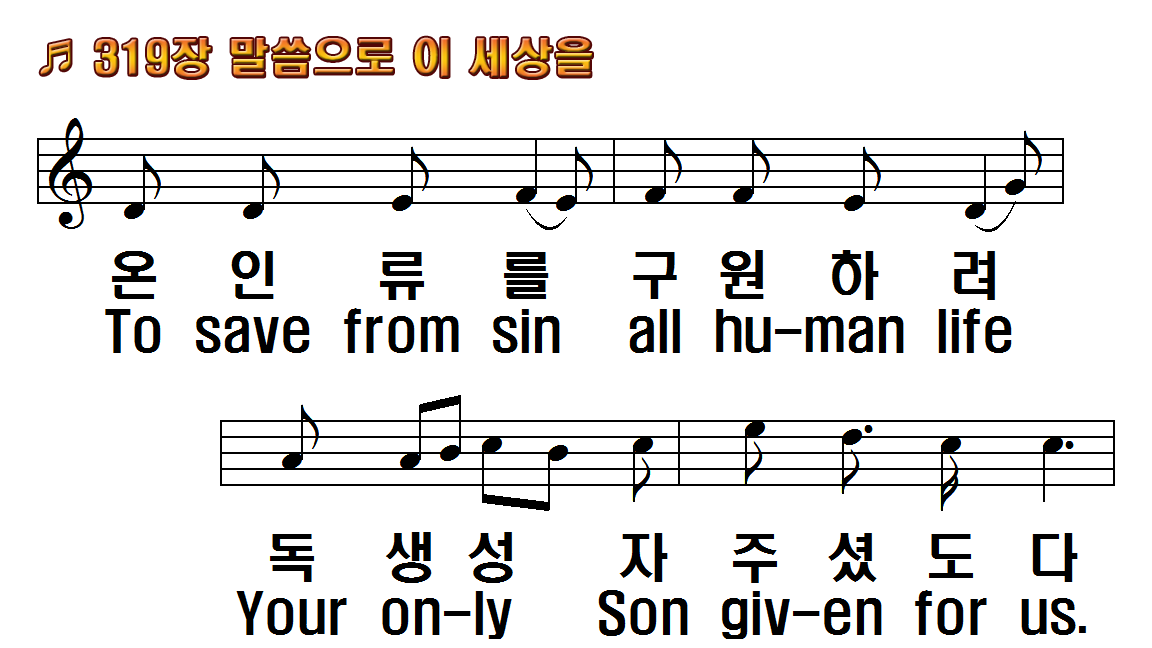 319장 말씀으로 이 세상을
온 인 류 를 구 원 하 려
To save from sin all hu-man life
독 생 성 자 주 셨 도 다
Your on-ly Son giv-en for us.